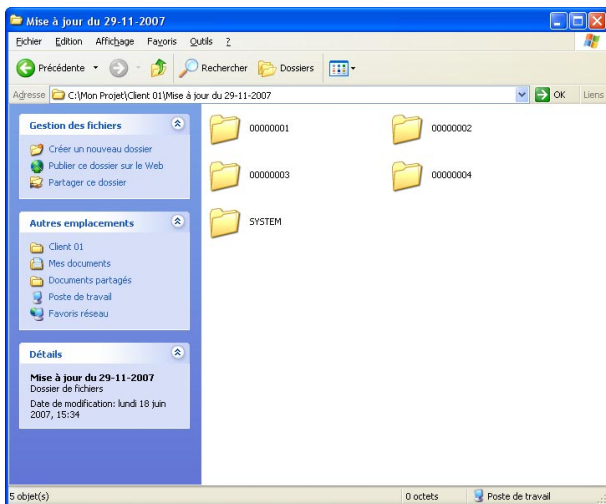 Mise à jour du 29-11-2007
Fichier Edition Affichage Favoris Outils ?
Précédente Rechercher Dossiers
Adresse C:\Mon Projet\Client 01\Mise à jour du 29-11-2007 OK Liens
Gestion des fichiers
Créer un nouveau dossier
Publier ce dossier sur le Web
Partager ce dossier
Autres emplacements
Client 01
Mes documents
Documents partagés
Poste de travail
Favoris réseau
Détails
Mise à jour du 29-11-2007
Dossier de fichiers
Date de modification: lundi 18 juin
2007, 15:34
00000001 00000002
00000003 00000004
SYSTEM
5 objet(s) 0 octets Poste de travail